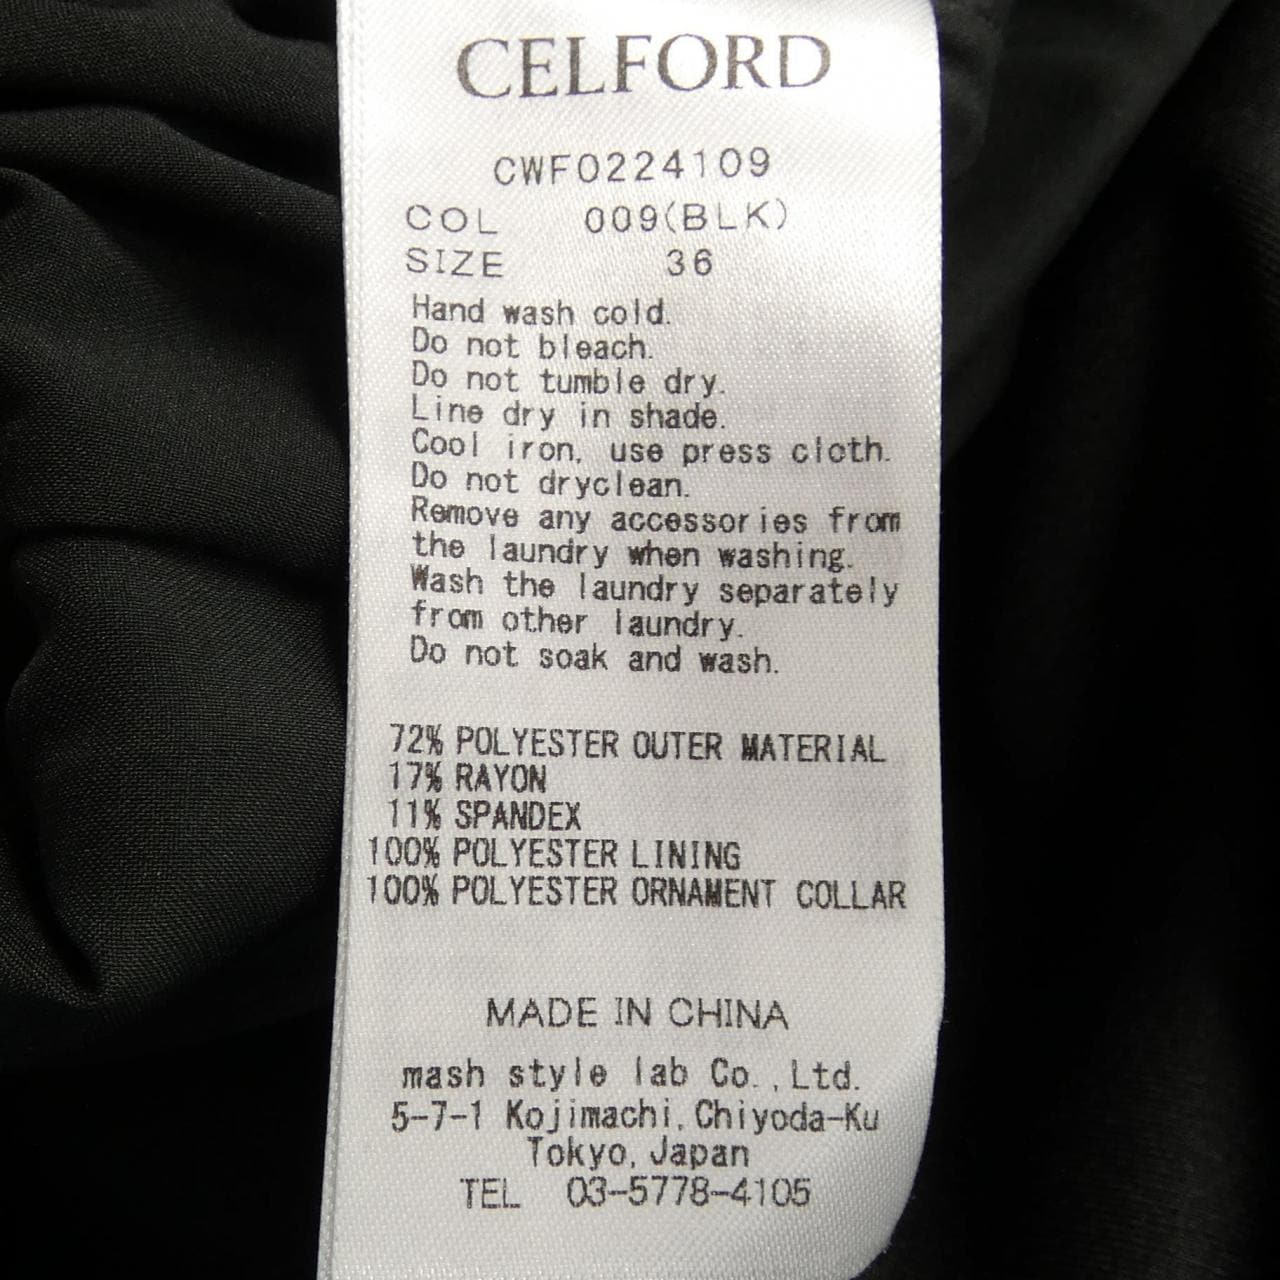 CELFORD
CWF0224109
COL 009(BLK)
SIZE 36
Hand wash cold.
Do not bleach.
Do not tumble dry.
Line dry in shade.
Cool iron, use press cloth.
Do not dryclean.
Remove any accessories from
the laundry when washing.
Wash the laundry separately
from other laundry.
Do not soak and wash.
72% POLYESTER OUTER MATERIAL
17% RAYON
11% SPANDEX
100% POLYESTER LINING
100% POLYESTER ORNAMENT COLLAR
MADE IN CHINA
mash style lab Co.,Ltd.
5-7-1 Kojimachi,Chiyoda-Ku
Tokyo,Japan
TEL 03-5778-4105